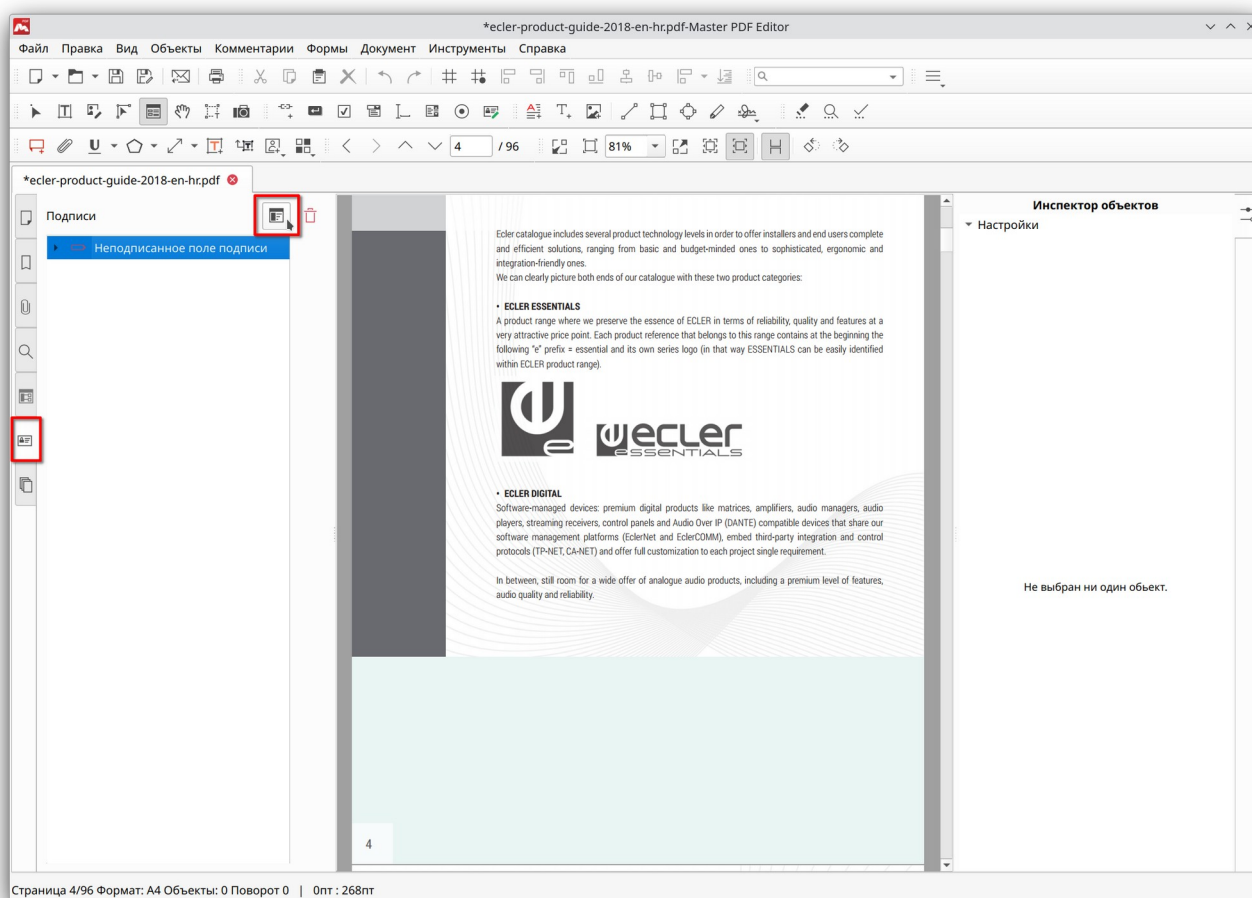 *ecler-product-guide-2018-en-hr.pdf-Master PDF Editor
Файл Правка Вид Объекты Комментарии Формы Документ Инструменты Справка
4 / 96 81%
*ecler-product-guide-2018-en-hr.pdf
Подписи
Неподписанное поле подписи
Ecler catalogue includes several product technology levels in order to offer installers and end users complete
and efficient solutions, ranging from basic and budget-minded ones to sophisticated, ergonomic and
integration-friendly ones.
We can clearly picture both ends of our catalogue with these two product categories:
• ECLER ESSENTIALS
A product range where we preserve the essence of ECLER in terms of reliability, quality and features at a
very attractive price point. Each product reference that belongs to this range contains at the beginning the
following "e" prefix = essential and its own series logo (in that way ESSENTIALS can be easily identified
within ECLER product range).
e
ecler
essentials
• ECLER DIGITAL
Software-managed devices: premium digital products like matrices, amplifiers, audio managers, audio
players, streaming receivers, control panels and Audio Over IP (DANTE) compatible devices that share our
software management platforms (EclerNet and EclerCOMM), embed third-party integration and control
protocols (TP-NET, CA-NET) and offer full customization to each project single requirement.
In between, still room for a wide offer of analogue audio products, including a premium level of features,
audio quality and reliability.
4
Инспектор объектов
Настройки
Не выбран ни один обьект.
Страница 4/96 Формат: A4 Объекты: 0 Поворот 0 | 0пт : 268пт